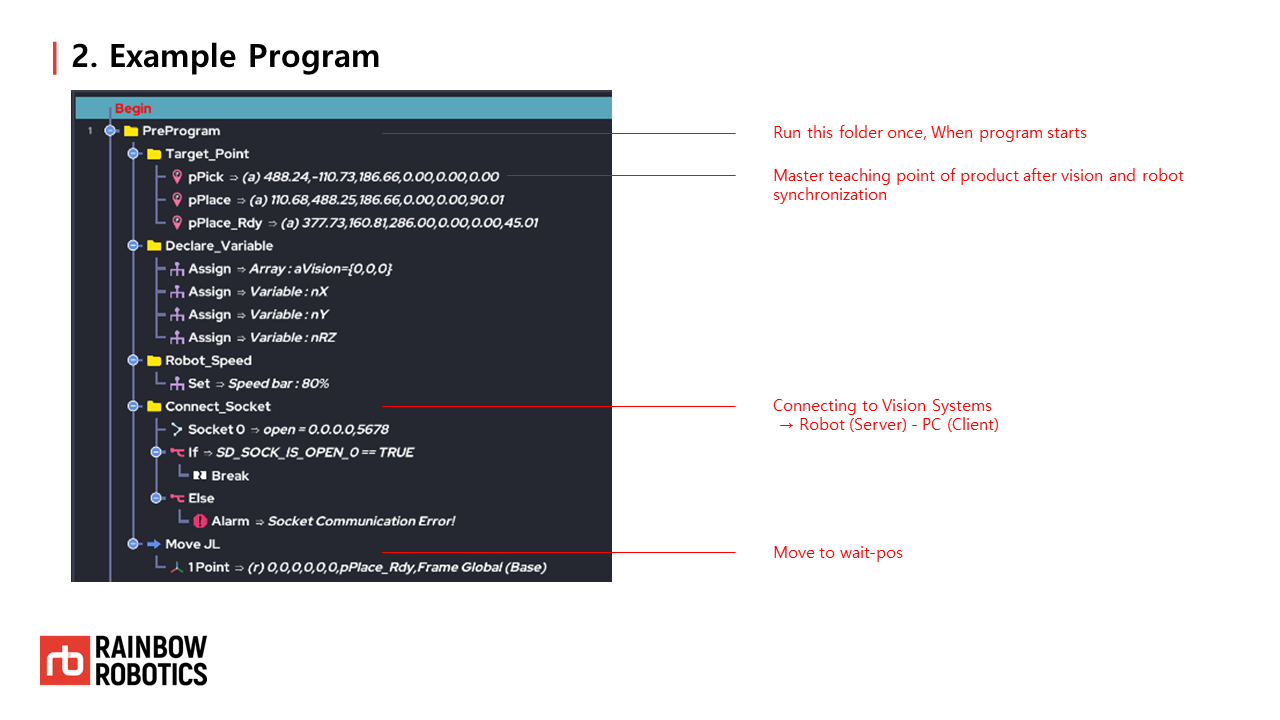 2. Example Program
Begin
1 PreProgram
Run this folder once, When program starts
Target_Point
pPick ⇒ (a) 488.24,-110.73,186.66,0.00,0.00,0.00
Master teaching point of product after vision and robot
synchronization
pPlace ⇒ (a) 110.68,488.25,186.66,0.00,0.00,90.01
pPlace_Rdy ⇒ (a) 377.73,160.81,286.00,0.00,0.00,45.01
Declare_Variable
Assign ⇒ Array : aVision={0,0,0}
Assign ⇒ Variable : nX
Assign ⇒ Variable : nY
Assign ⇒ Variable : nRZ
Robot_Speed
Set ⇒ Speed bar : 80%
Connect_Socket
Connecting to Vision Systems
→ Robot (Server) - PC (Client)
Socket 0 ⇒ open = 0.0.0.0,5678
If ⇒ SD_SOCK_IS_OPEN_0 == TRUE
Break
Else
Alarm ⇒ Socket Communication Error!
Move JL
Move to wait-pos
1 Point ⇒ (r) 0,0,0,0,0,0,pPlace_Rdy,Frame Global (Base)
rb RAINBOW
ROBOTICS